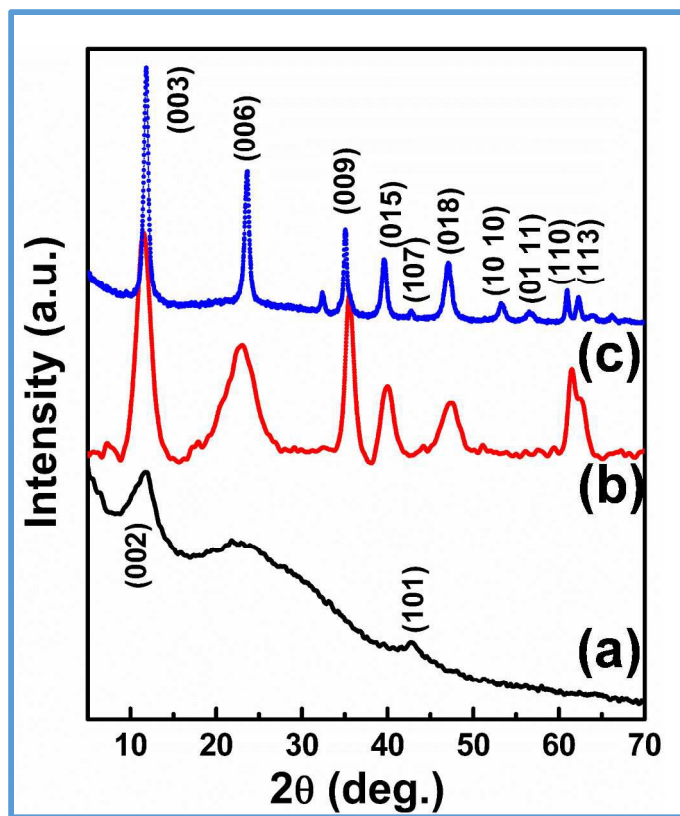 Intensity (a.u.)
(003)
(006)
(009)
(015)
(107)
(018)
(10 10)
(01 11)
(110)
(113)
(c)
(b)
(002)
(101)
(a)
10 20 30 40 50 60 70
2θ (deg.)